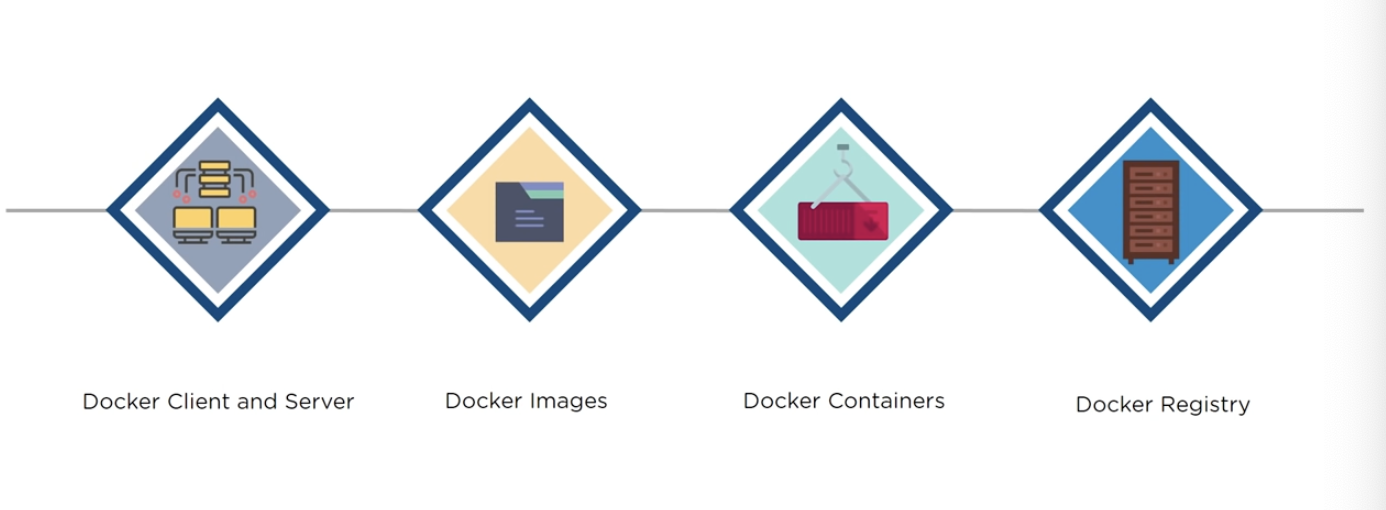 Docker Client and Server
Docker Images
Docker Containers
Docker Registry